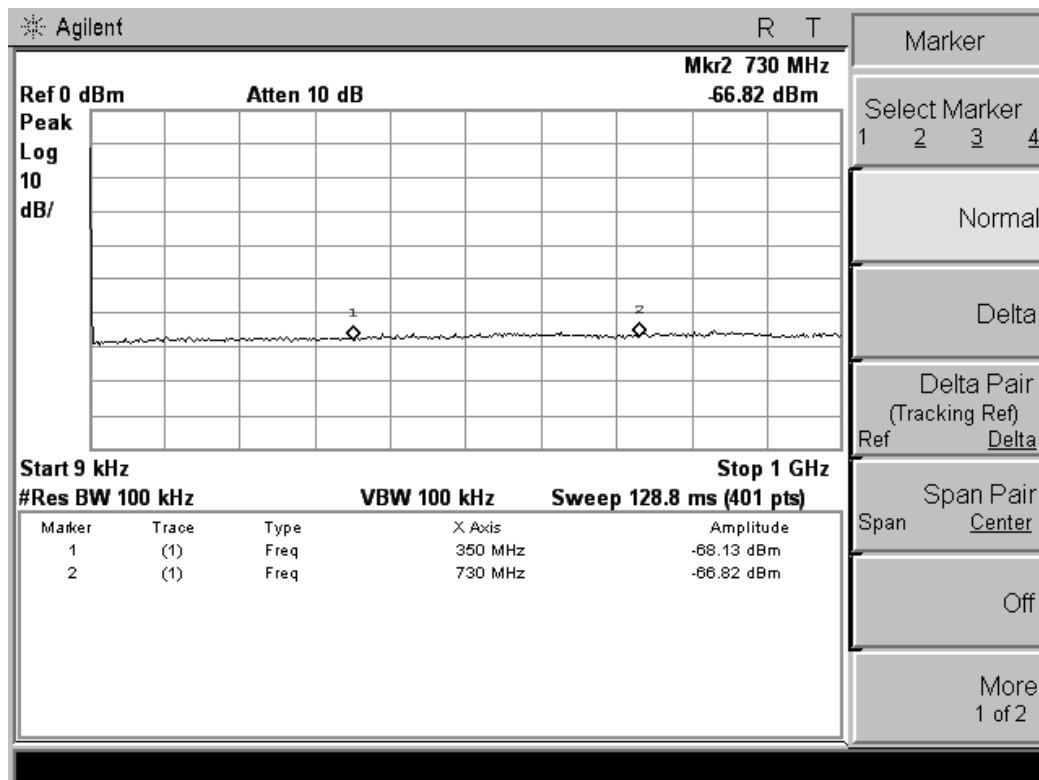 Agilent R T
Mkr2 730 MHz
Ref 0 dBm Atten 10 dB -66.82 dBm
Peak
Log
10
dB/
1 2
Start 9 kHz Stop 1 GHz
#Res BW 100 kHz VBW 100 kHz Sweep 128.8 ms (401 pts)
Marker Trace Type X Axis Amplitude
1 (1) Freq 350 MHz -68.13 dBm
2 (1) Freq 730 MHz -66.82 dBm
Marker
Select Marker
1 2 3 4
Normal
Delta
Delta Pair
(Tracking Ref)
Ref Delta
Span Pair
Span Center
Off
More
1 of 2